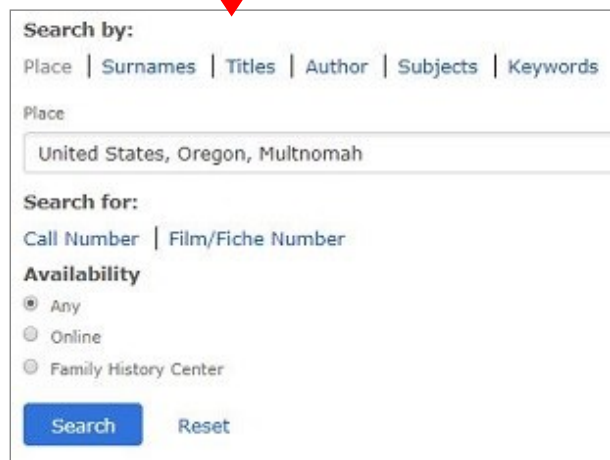 Search by:
Place | Surnames | Titles | Author | Subjects | Keywords
Place
United States, Oregon, Multnomah
Search for:
Call Number | Film/Fiche Number
Availability
Any
Online
Family History Center
Search Reset